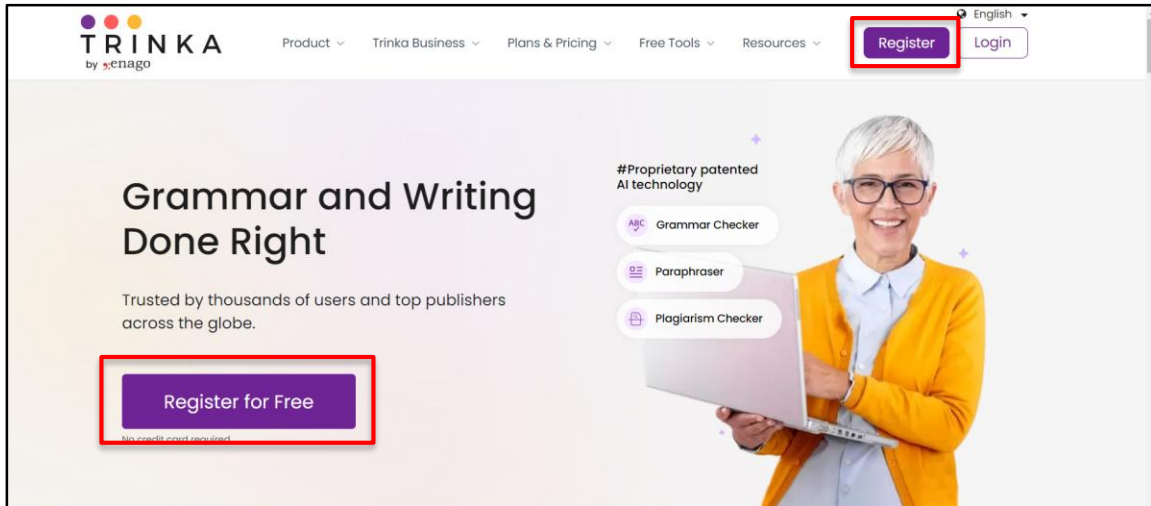 English
TRINKA
by enago
Product
Trinka Business
Plans & Pricing
Free Tools
Resources
Register
Login
Grammar and Writing
Done Right
Trusted by thousands of users and top publishers
across the globe.
Register for Free
No credit card required
#Proprietary patented
AI technology
ABC
Grammar Checker
Paraphraser
Plagiarism Checker